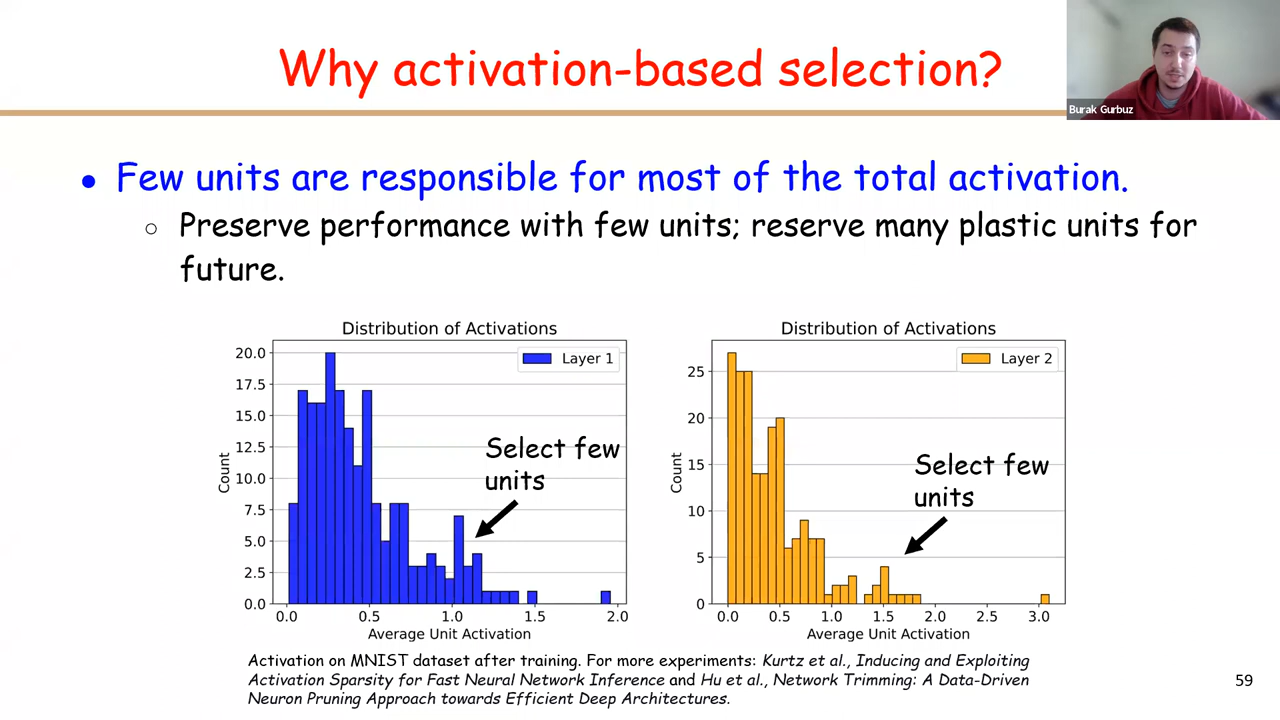 Why activation-based selection?
Burak Gurbuz
● Few units are responsible for most of the total activation.
○ Preserve performance with few units; reserve many plastic units for
future.
Distribution of Activations
Layer 1
20.0
17.5
15.0
12.5
10.0
7.5
5.0
2.5
0.0
Count
Select few
units
0.0 0.5 1.0 1.5 2.0
Average Unit Activation
Distribution of Activations
Layer 2
25
20
15
10
5
0
Count
Select few
units
0.0 0.5 1.0 1.5 2.0 2.5 3.0
Average Unit Activation
Activation on MNIST dataset after training. For more experiments: Kurtz et al., Inducing and Exploiting
Activation Sparsity for Fast Neural Network Inference and Hu et al., Network Trimming: A Data-Driven
Neuron Pruning Approach towards Efficient Deep Architectures.
59